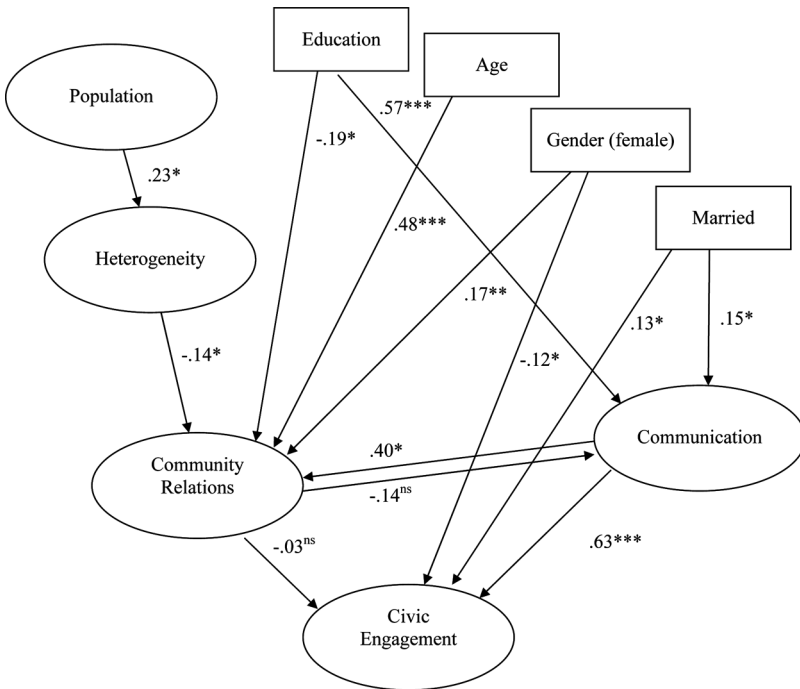 Education
Age
Population
.57***
-.19*
Gender (female)
.23*
Married
.48***
Heterogeneity
.17**
.13*
.15*
-.14*
-.12*
Communication
.40*
Community
Relations
-.14ns
-.03ns
.63***
Civic
Engagement